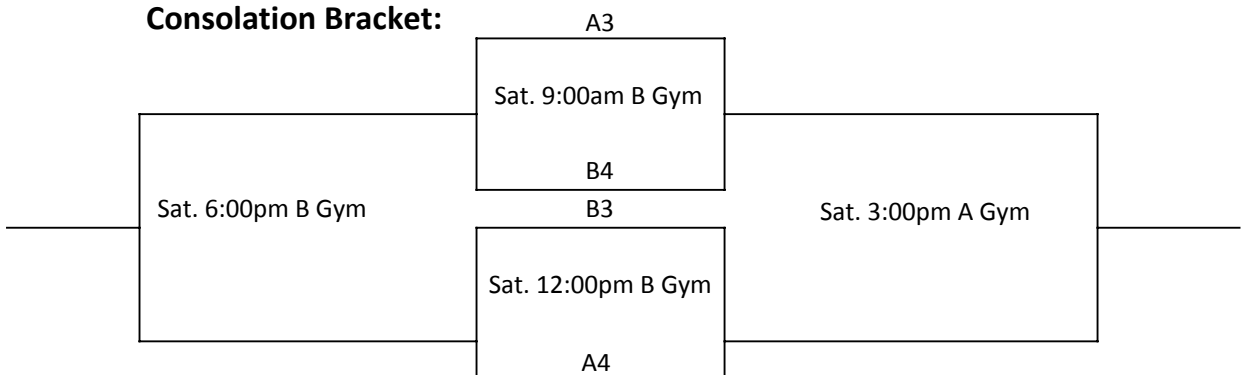 Consolation Bracket:
A3
Sat. 9:00am B Gym
B4
Sat. 6:00pm B Gym
B3
Sat. 3:00pm A Gym
Sat. 12:00pm B Gym
A4